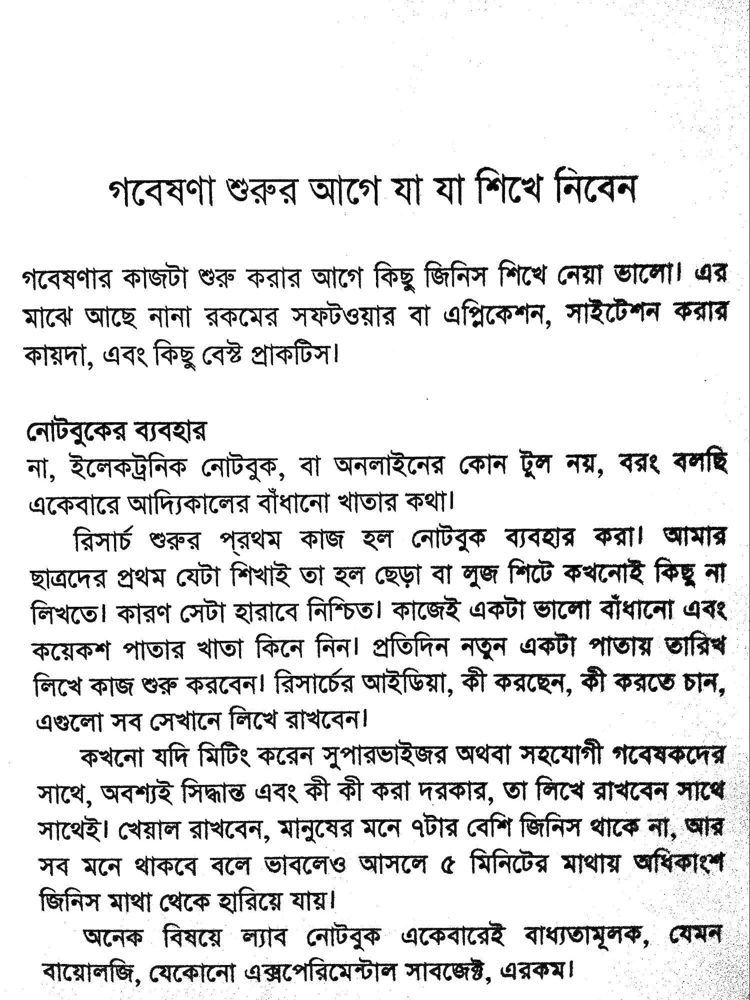 গবেষণা শুরুর আগে যা যা শিখে নিবেন
গবেষণার কাজটা শুরু করার আগে কিছু জিনিস শিখে নেয়া ভালো। এর
মাঝে আছে নানা রকমের সফটওয়ার বা এপ্লিকেশন, সাইটেশন করার
কায়দা, এবং কিছু বেস্ট প্রাকটিস।
নোটবুকের ব্যবহার
না, ইলেকট্রনিক নোটবুক, বা অনলাইনের কোন টুল নয়, বরং বলছি
একেবারে আদ্যিকালের বাঁধানো খাতার কথা।
রিসার্চ শুরুর প্‌রথম কাজ হল নোটবুক ব্যবহার করা। আমার
ছাত্রদের প্রথম যেটা শিখাই তা হল ছেড়া বা লুজ শিটে কখনোই কিছু না
লিখতে। কারণ সেটা হারাবে নিশ্চিত। কাজেই একটা ভালো বাঁধানো এবং
কয়েকশ পাতার খাতা কিনে নিন। প্রতিদিন নতুন একটা পাতায় তারিখ
লিখে কাজ শুরু করবেন। রিসার্চের আইডিয়া, কী করছেন, কী করতে চান,
এগুলো সব সেখানে লিখে রাখবেন।
কখনো যদি মিটিং করেন সুপারভাইজর অথবা সহযোগী গবেষকদের
সাথে, অবশ্যই সিদ্ধান্ত এবং কী কী করা দরকার, তা লিখে রাখবেন সাথে
সাথেই। খেয়াল রাখবেন, মানুষের মনে ৭টার বেশি জিনিস থাকে না, আর
সব মনে থাকবে বলে ভাবলেও আসলে ৫ মিনিটের মাথায় অধিকাংশ
জিনিস মাথা থেকে হারিয়ে যায়।
অনেক বিষয়ে ল্যাব নোটবুক একেবারেই বাধ্যতামূলক, যেমন
বায়োলজি, যেকোনো এক্সপেরিমেন্টাল সাবজেক্ট, এরকম।